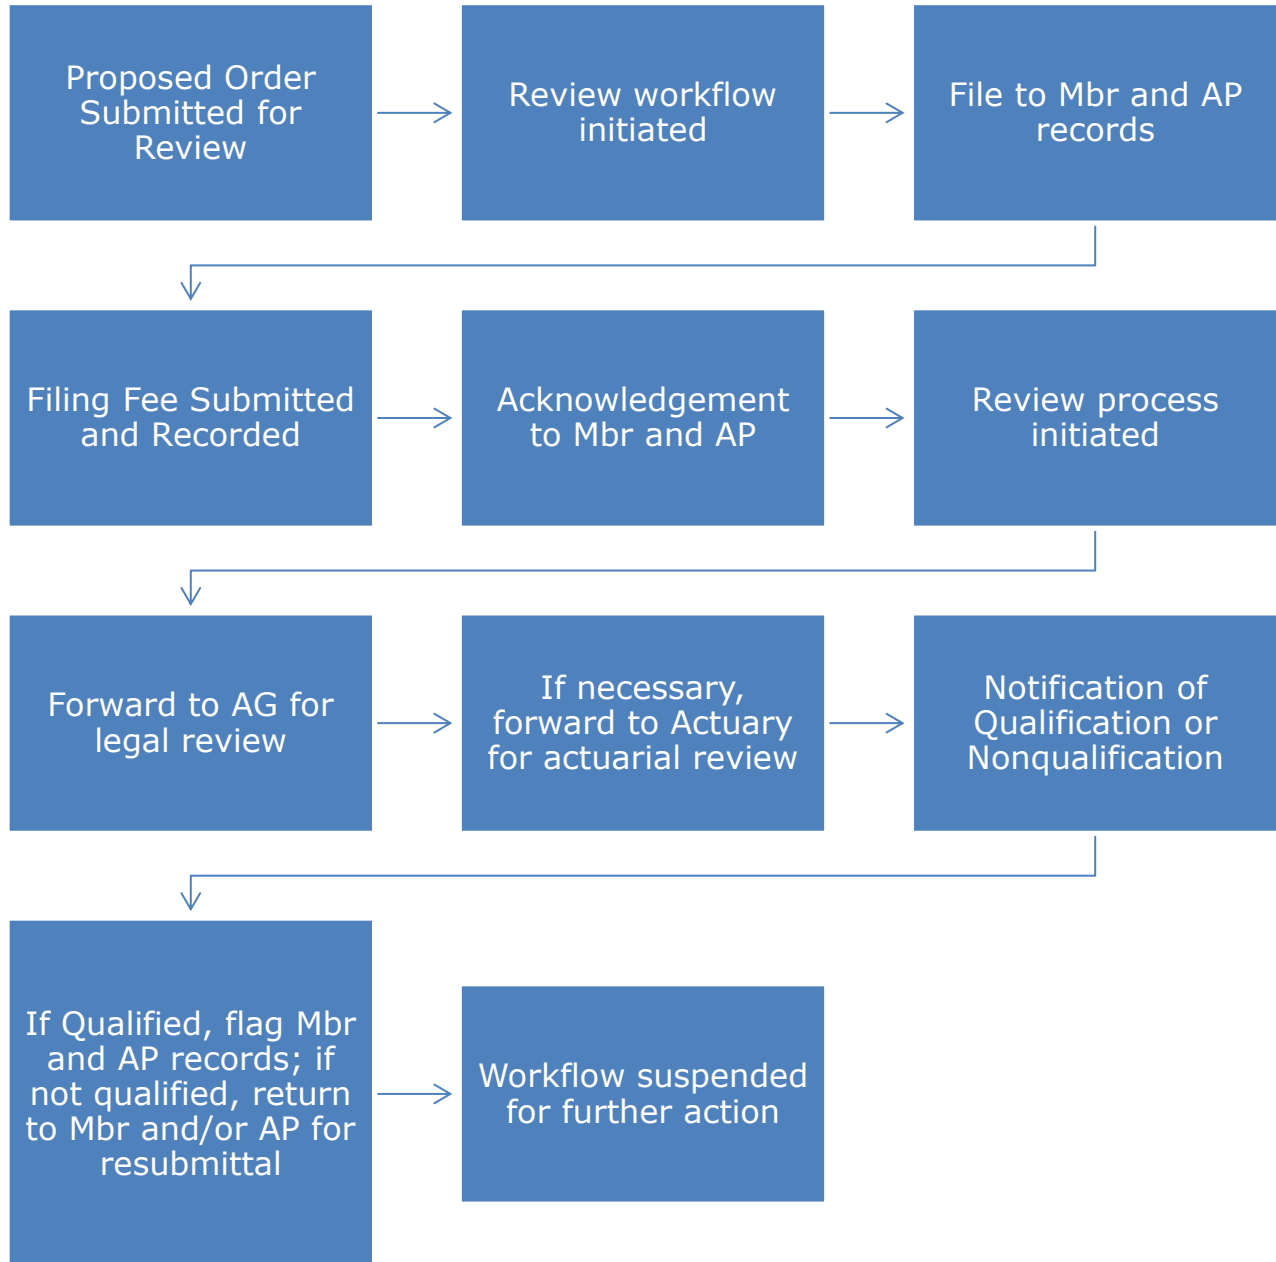 Proposed Order
Submitted for
Review
Review workflow
initiated
File to Mbr and AP
records
Filing Fee Submitted
and Recorded
Acknowledgement
to Mbr and AP
Review process
initiated
Forward to AG for
legal review
If necessary,
forward to Actuary
for actuarial review
Notification of
Qualification or
Nonqualification
If Qualified, flag Mbr
and AP records; if
not qualified, return
to Mbr and/or AP for
resubmittal
Workflow suspended
for further action